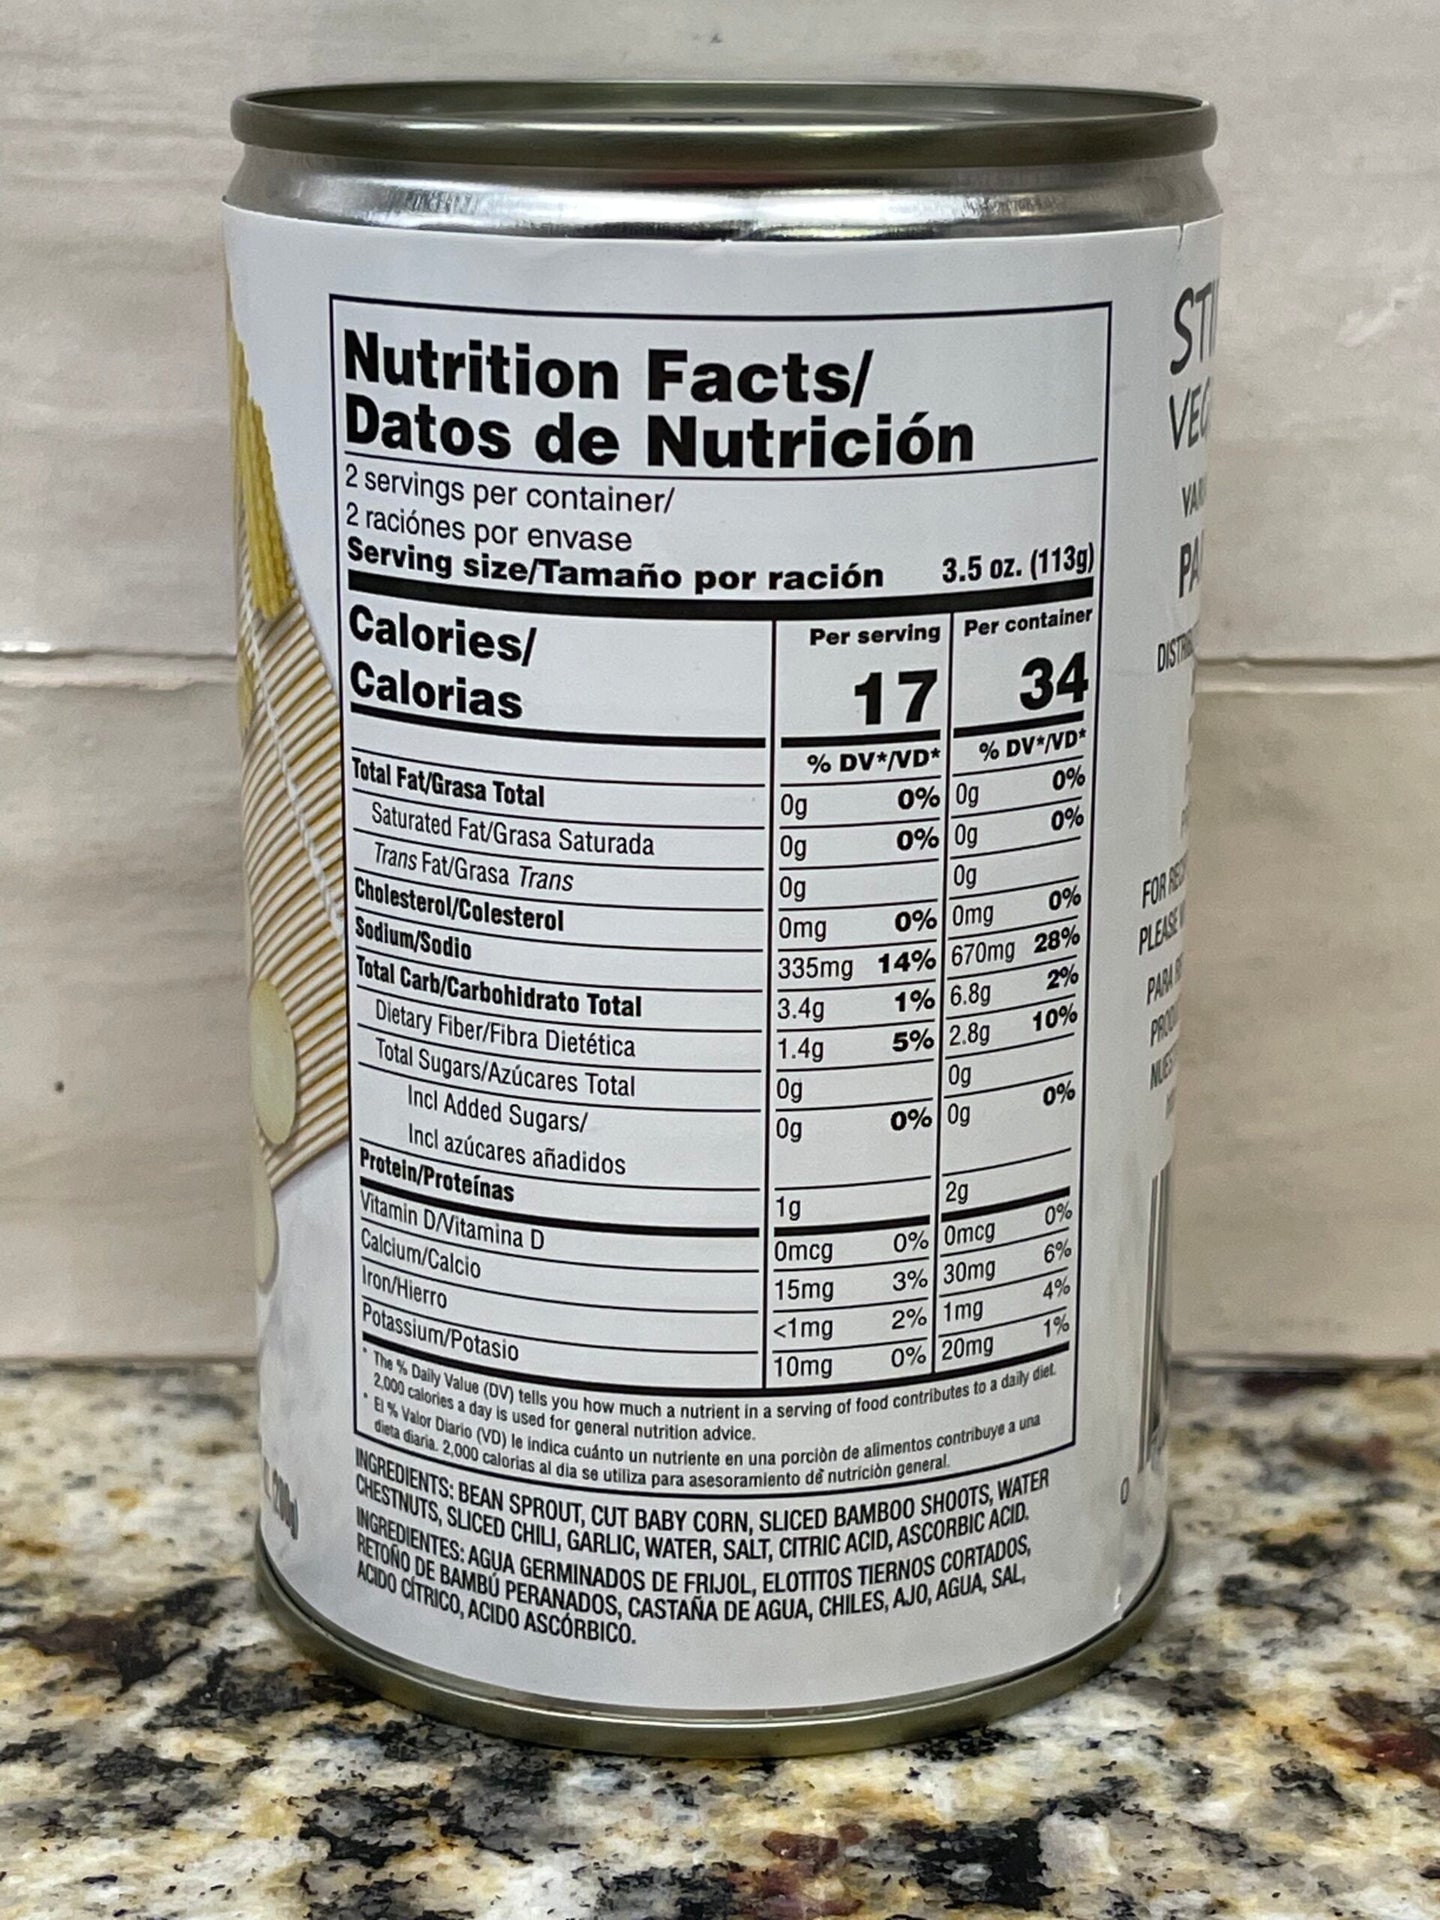 Nutrition Facts/
Datos de Nutrición
2 servings per container/
2 raciónes por envase
Serving size/Tamaño por ración 3.5 oz. (113g)
Calories/
Calorias
Per serving Per container
17 34
% DV*/VD* % DV*/VD*
Total Fat/Grasa Total 0g 0% 0g 0%
Saturated Fat/Grasa Saturada 0g 0% 0g 0%
Trans Fat/Grasa Trans 0g 0g
Cholesterol/Colesterol 0mg 0% 0mg 0%
Sodium/Sodio 335mg 14% 670mg 28%
Total Carb/Carbohidrato Total 3.4g 1% 6.8g 2%
Dietary Fiber/Fibra Dietética 1.4g 5% 2.8g 10%
Total Sugars/Azúcares Total 0g 0g
Incl Added Sugars/ 0g 0% 0g 0%
Incl azúcares añadidos
Protein/Proteínas 1g 2g
Vitamin D/Vitamina D 0mcg 0% 0mcg 0%
Calcium/Calcio 15mg 3% 30mg 6%
Iron/Hierro <1mg 2% 1mg 4%
Potassium/Potasio 10mg 0% 20mg 1%
* The % Daily Value (DV) tells you how much a nutrient in a serving of food contributes to a daily diet.
2,000 calories a day is used for general nutrition advice.
* El % Valor Diario (VD) le indica cuánto un nutriente en una porciòn de alimentos contribuye a una
dieta diaria. 2,000 calorias al dia se utiliza para asesoramiento de nutriciòn general.
INGREDIENTS: BEAN SPROUT, CUT BABY CORN, SLICED BAMBOO SHOOTS, WATER
CHESTNUTS, SLICED CHILI, GARLIC, WATER, SALT, CITRIC ACID, ASCORBIC ACID.
INGREDIENTES: AGUA GERMINADOS DE FRIJOL, ELOTITOS TIERNOS CORTADOS,
RETOÑO DE BAMBÚ PERANADOS, CASTAÑA DE AGUA, CHILES, AJO, AGUA, SAL,
ACIDO CÍTRICO, ACIDO ASCÓRBICO.
FOR
PLEASE
PARA
0